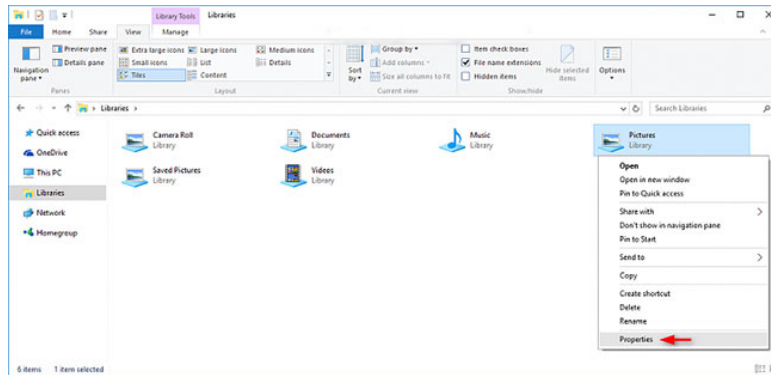 Library Tools Libraries
File Home Share View Manage
Navigation pane
Preview pane
Details pane
Panes
Extra large icons Large icons Medium icons
Small icons List Details
Tiles Content
Layout
Sort by
Group by
Add columns
Size all columns to fit
Current view
Item check boxes
File name extensions
Hidden items
Hide selected items
Show/hide
Options
Libraries
Search Libraries
Quick access
OneDrive
This PC
Libraries
Network
Homegroup
Camera Roll
Library
Documents
Library
Music
Library
Pictures
Library
Saved Pictures
Library
Videos
Library
Open
Open in new window
Pin to Quick access
Share with
Don't show in navigation pane
Pin to Start
Send to
Copy
Create shortcut
Delete
Rename
Properties
6 items 1 item selected